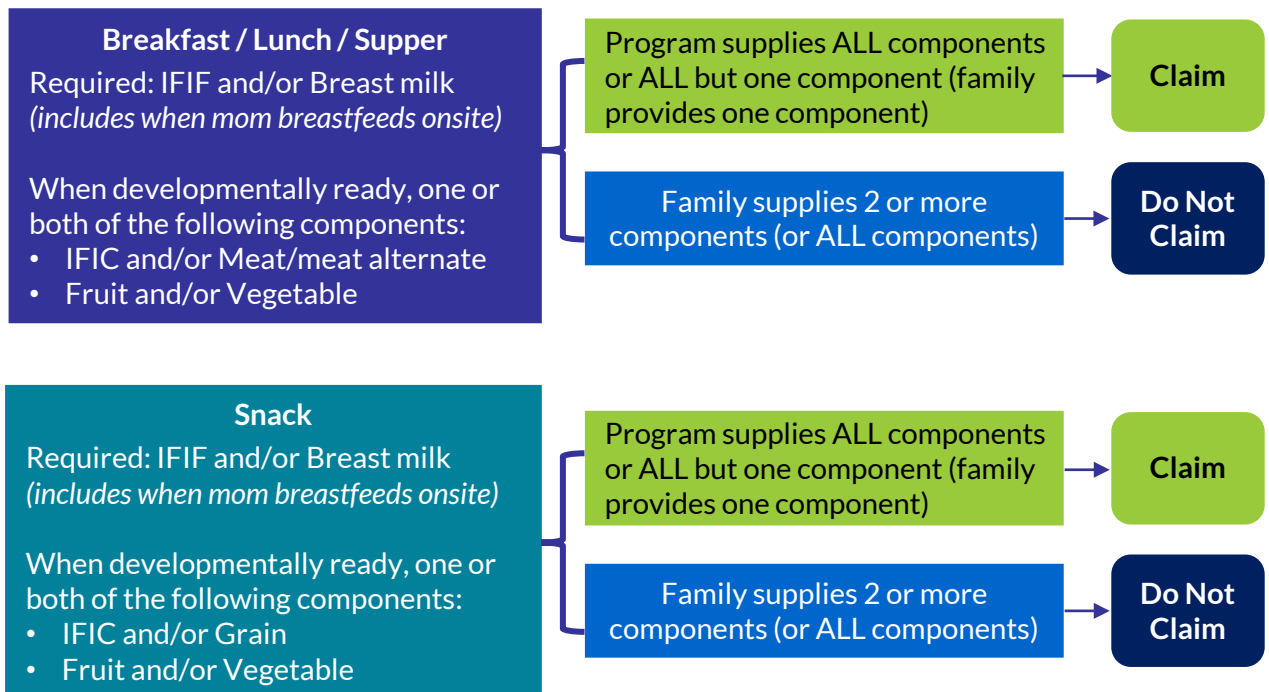 Breakfast / Lunch / Supper
Required: IFIF and/or Breast milk
(includes when mom breastfeeds onsite)
When developmentally ready, one or
both of the following components:
• IFIC and/or Meat/meat alternate
• Fruit and/or Vegetable
Program supplies ALL components
or ALL but one component (family
provides one component)
Claim
Family supplies 2 or more
components (or ALL components)
Do Not
Claim
Snack
Required: IFIF and/or Breast milk
(includes when mom breastfeeds onsite)
When developmentally ready, one or
both of the following components:
• IFIC and/or Grain
• Fruit and/or Vegetable
Program supplies ALL components
or ALL but one component (family
provides one component)
Claim
Family supplies 2 or more
components (or ALL components)
Do Not
Claim